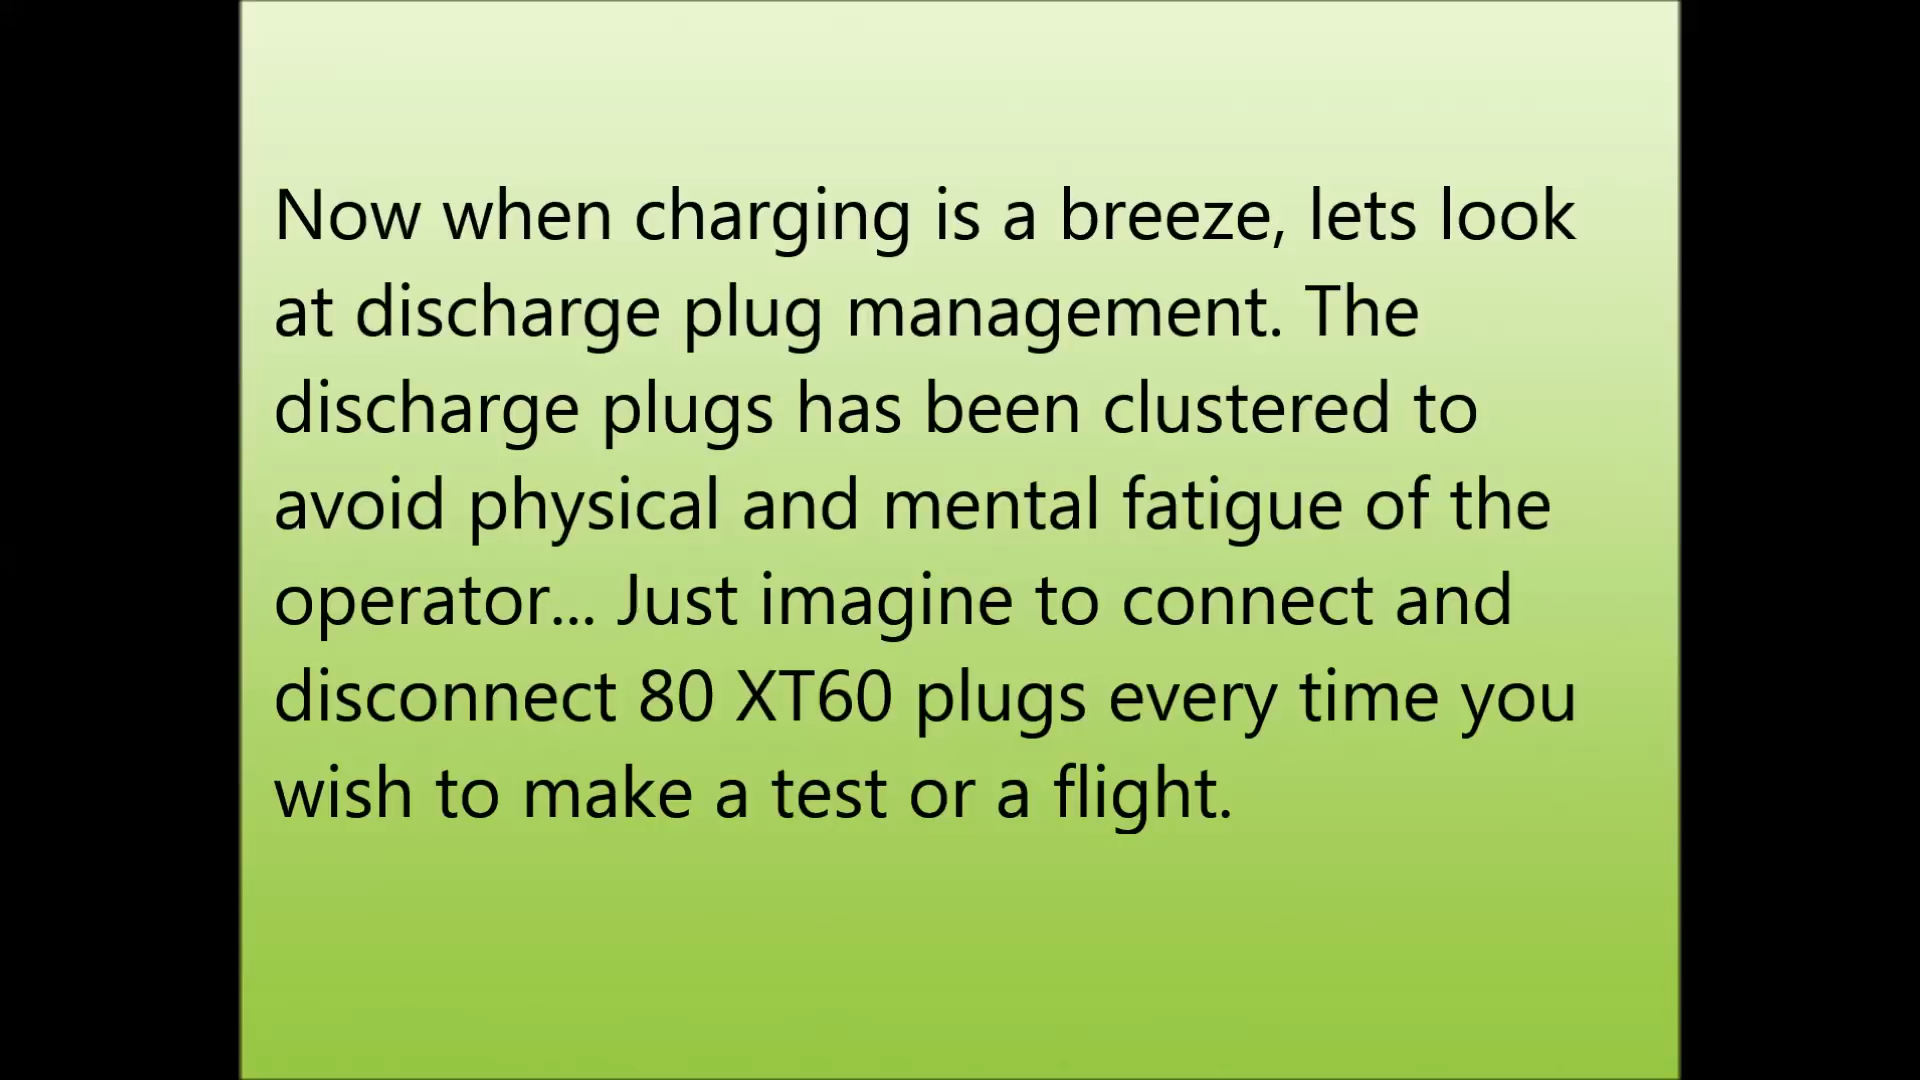 Now when charging is a breeze, lets look
at discharge plug management. The
discharge plugs has been clustered to
avoid physical and mental fatigue of the
operator... Just imagine to connect and
disconnect 80 XT60 plugs every time you
wish to make a test or a flight.